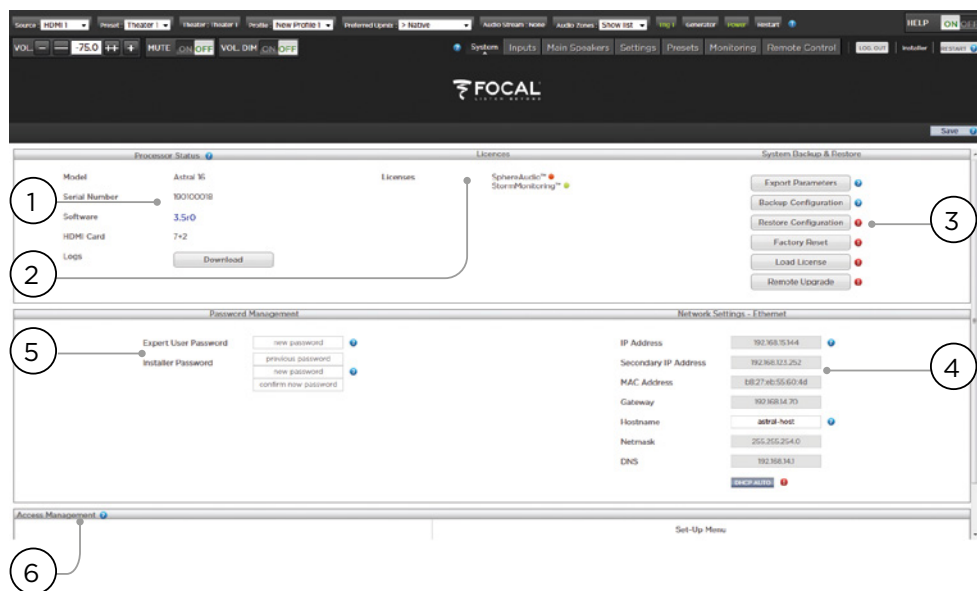 Source : HDMI 1 Preset : Theater 1 Theater : Theater 1 Profile : New Profile 1 Preferred Upmix : > Native Audio Stream : None Audio Zones : Show list Trig 1 Generator Power Restart HELP ON OFF
VOL. 75.0 MUTE ON OFF VOL. DIM ON OFF System Inputs Main Speakers Settings Presets Monitoring Remote Control LOG OUT Installer RESTART
FOCAL
LISTEN BEYOND
Save
Processor Status Licences System Backup & Restore
Model Astral 16 Licenses SphereAudio™
StormMonitoring™
Export Parameters
1 Serial Number 190100018 Backup Configuration
Software 3.5r0 Restore Configuration 3
HDMI Card 7+2 Factory Reset
2 Logs Download Load License
Remote Upgrade
Password Management Network Settings - Ethernet
5 Expert User Password new password
Installer Password previous password
new password
confirm new password
IP Address
Secondary IP Address 192.168.123.252 4
MAC Address b8:27:eb:55:60:4d
Gateway 192.168.14.70
Hostname astral-host
Netmask 255.255.254.0
DNS 192.168.14.1
DHCP AUTO
Access Management
Set-Up Menu
6